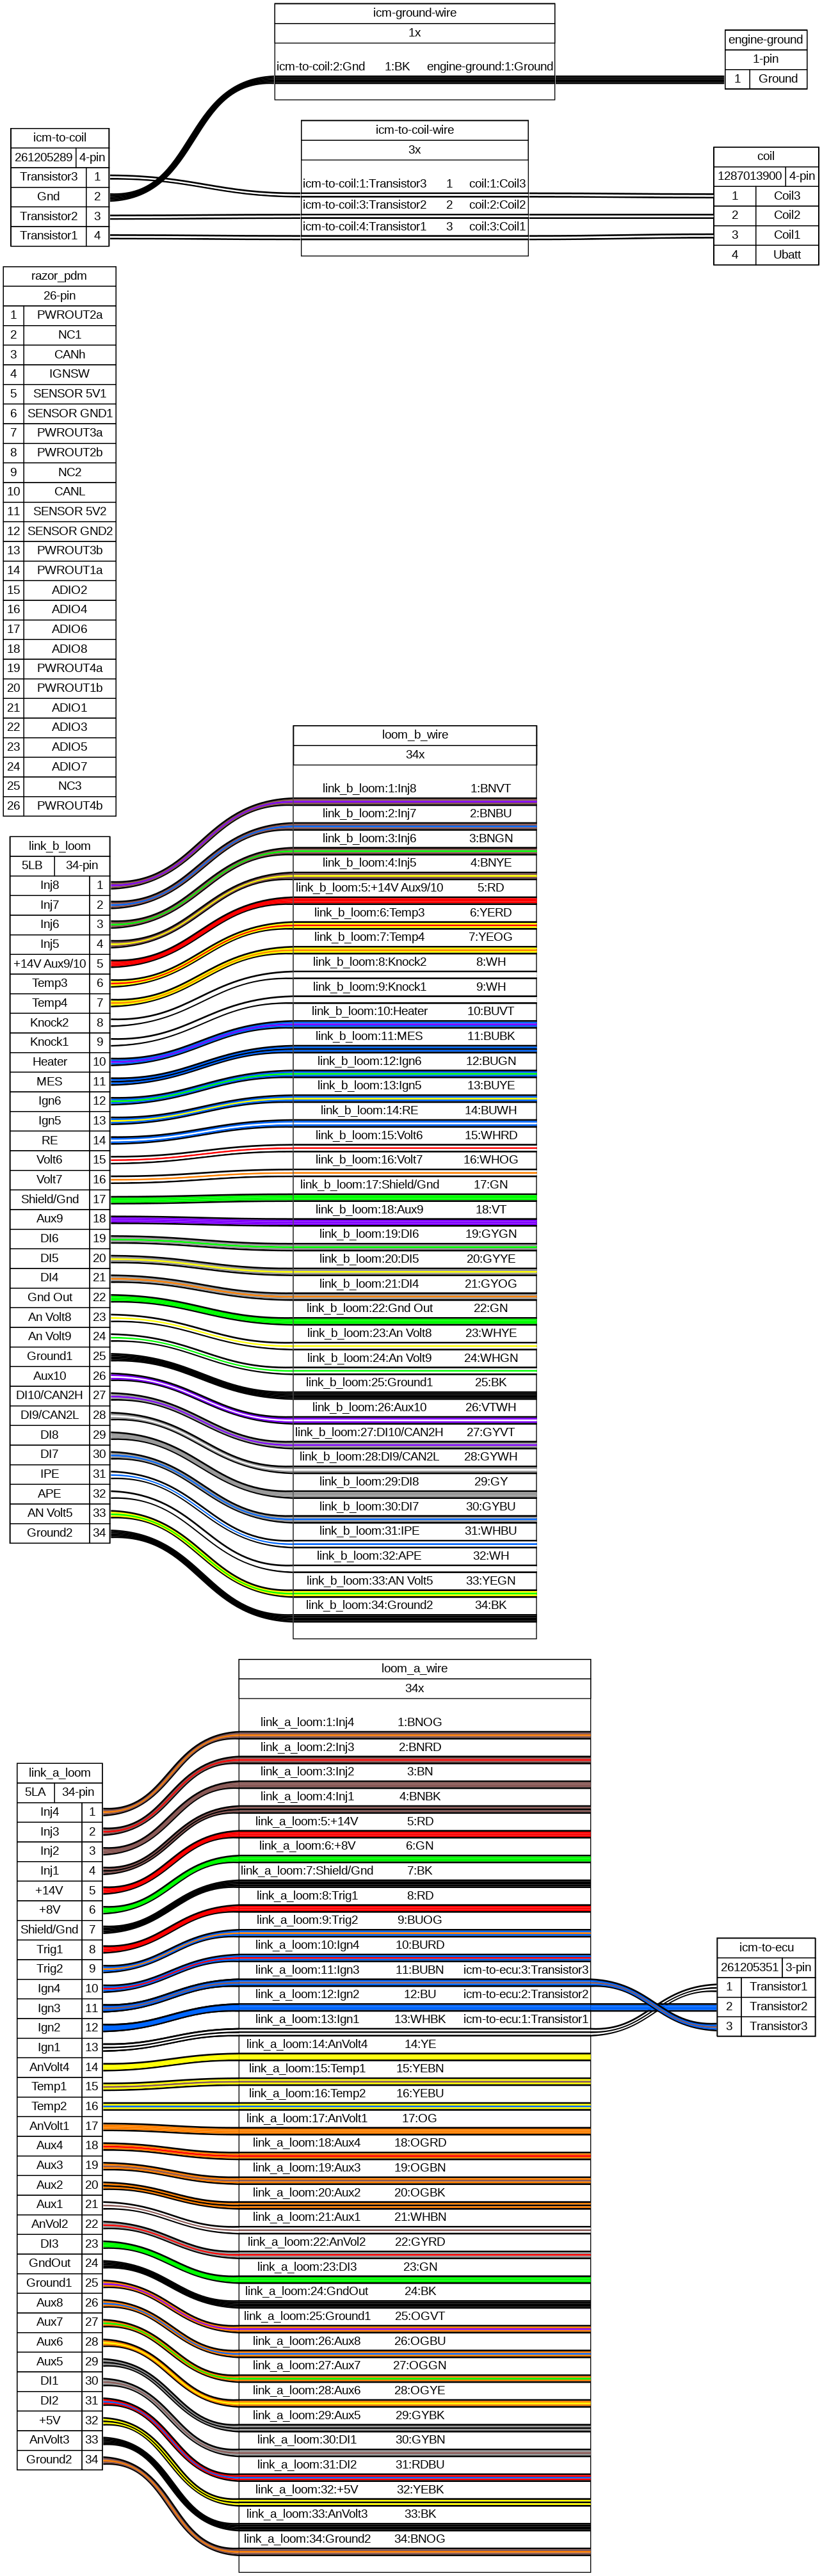 icm-ground-wire
1x
icm-to-coil:2:Gnd 1:BK engine-ground:1:Ground
engine-ground
1-pin
1 Ground
icm-to-coil
261205289 4-pin
Transistor3 1
Gnd 2
Transistor2 3
Transistor1 4
icm-to-coil-wire
3x
icm-to-coil:1:Transistor3 1 coil:1:Coil3
icm-to-coil:3:Transistor2 2 coil:2:Coil2
icm-to-coil:4:Transistor1 3 coil:3:Coil1
coil
1287013900 4-pin
1 Coil3
2 Coil2
3 Coil1
4 Ubatt
razor_pdm
26-pin
1 PWROUT2a
2 NC1
3 CANh
4 IGNSW
5 SENSOR 5V1
6 SENSOR GND1
7 PWROUT3a
8 PWROUT2b
9 NC2
10 CANL
11 SENSOR 5V2
12 SENSOR GND2
13 PWROUT3b
14 PWROUT1a
15 ADIO2
16 ADIO4
17 ADIO6
18 ADIO8
19 PWROUT4a
20 PWROUT1b
21 ADIO1
22 ADIO3
23 ADIO5
24 ADIO7
25 NC3
26 PWROUT4b
link_b_loom
5LB 34-pin
Inj8 1
Inj7 2
Inj6 3
Inj5 4
+14V Aux9/10 5
Temp3 6
Temp4 7
Knock2 8
Knock1 9
Heater 10
MES 11
Ign6 12
Ign5 13
RE 14
Volt6 15
Volt7 16
Shield/Gnd 17
Aux9 18
DI6 19
DI5 20
DI4 21
Gnd Out 22
An Volt8 23
An Volt9 24
Ground1 25
Aux10 26
DI10/CAN2H 27
DI9/CAN2L 28
DI8 29
DI7 30
IPE 31
APE 32
AN Volt5 33
Ground2 34
loom_b_wire
34x
link_b_loom:1:Inj8 1:BNVT
link_b_loom:2:Inj7 2:BNBU
link_b_loom:3:Inj6 3:BNGN
link_b_loom:4:Inj5 4:BNYE
link_b_loom:5:+14V Aux9/10 5:RD
link_b_loom:6:Temp3 6:YERD
link_b_loom:7:Temp4 7:YEOG
link_b_loom:8:Knock2 8:WH
link_b_loom:9:Knock1 9:WH
link_b_loom:10:Heater 10:BUVT
link_b_loom:11:MES 11:BUBK
link_b_loom:12:Ign6 12:BUGN
link_b_loom:13:Ign5 13:BUYE
link_b_loom:14:RE 14:BUWH
link_b_loom:15:Volt6 15:WHRD
link_b_loom:16:Volt7 16:WHOG
link_b_loom:17:Shield/Gnd 17:GN
link_b_loom:18:Aux9 18:VT
link_b_loom:19:DI6 19:GYGN
link_b_loom:20:DI5 20:GYYE
link_b_loom:21:DI4 21:GYOG
link_b_loom:22:Gnd Out 22:GN
link_b_loom:23:An Volt8 23:WHYE
link_b_loom:24:An Volt9 24:WHGN
link_b_loom:25:Ground1 25:BK
link_b_loom:26:Aux10 26:VTWH
link_b_loom:27:DI10/CAN2H 27:GYVT
link_b_loom:28:DI9/CAN2L 28:GYWH
link_b_loom:29:DI8 29:GY
link_b_loom:30:DI7 30:GYBU
link_b_loom:31:IPE 31:WHBU
link_b_loom:32:APE 32:WH
link_b_loom:33:AN Volt5 33:YEGN
link_b_loom:34:Ground2 34:BK
link_a_loom
5LA 34-pin
Inj4 1
Inj3 2
Inj2 3
Inj1 4
+14V 5
+8V 6
Shield/Gnd 7
Trig1 8
Trig2 9
Ign4 10
Ign3 11
Ign2 12
Ign1 13
AnVolt4 14
Temp1 15
Temp2 16
AnVolt1 17
Aux4 18
Aux3 19
Aux2 20
Aux1 21
AnVol2 22
DI3 23
GndOut 24
Ground1 25
Aux8 26
Aux7 27
Aux6 28
Aux5 29
DI1 30
DI2 31
+5V 32
AnVolt3 33
Ground2 34
loom_a_wire
34x
link_a_loom:1:Inj4 1:BNOG
link_a_loom:2:Inj3 2:BNRD
link_a_loom:3:Inj2 3:BN
link_a_loom:4:Inj1 4:BNBK
link_a_loom:5:+14V 5:RD
link_a_loom:6:+8V 6:GN
link_a_loom:7:Shield/Gnd 7:BK
link_a_loom:8:Trig1 8:RD
link_a_loom:9:Trig2 9:BUOG
link_a_loom:10:Ign4 10:BURD
link_a_loom:11:Ign3 11:BUBN icm-to-ecu:3:Transistor3
link_a_loom:12:Ign2 12:BU icm-to-ecu:2:Transistor2
link_a_loom:13:Ign1 13:WHBK icm-to-ecu:1:Transistor1
link_a_loom:14:AnVolt4 14:YE
link_a_loom:15:Temp1 15:YEBN
link_a_loom:16:Temp2 16:YEBU
link_a_loom:17:AnVolt1 17:OG
link_a_loom:18:Aux4 18:OGRD
link_a_loom:19:Aux3 19:OGBN
link_a_loom:20:Aux2 20:OGBK
link_a_loom:21:Aux1 21:WHBN
link_a_loom:22:AnVol2 22:GYRD
link_a_loom:23:DI3 23:GN
link_a_loom:24:GndOut 24:BK
link_a_loom:25:Ground1 25:OGVT
link_a_loom:26:Aux8 26:OGBU
link_a_loom:27:Aux7 27:OGGN
link_a_loom:28:Aux6 28:OGYE
link_a_loom:29:Aux5 29:GYBK
link_a_loom:30:DI1 30:GYBN
link_a_loom:31:DI2 31:RDBU
link_a_loom:32:+5V 32:YEBK
link_a_loom:33:AnVolt3 33:BK
link_a_loom:34:Ground2 34:BNOG
icm-to-ecu
261205351 3-pin
1 Transistor1
2 Transistor2
3 Transistor3